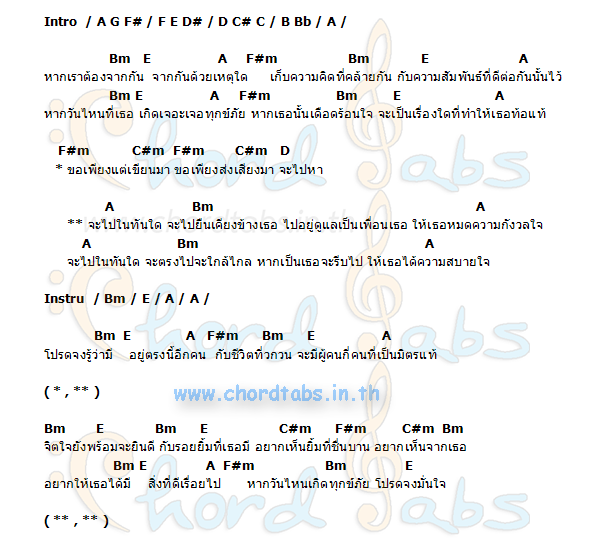 Intro / A G F# / F E D# / D C# C / B Bb / A /
Bm E A F#m Bm E A
หากเราต้องจากกัน จากกันด้วยเหตุใด เก็บความคิดที่คล้ายกัน กับความสัมพันธ์ที่ดีต่อกันนั้นไว้
Bm E A F#m Bm E A
หากวันไหนที่เธอ เกิดเจอะเจอทุกข์ภัย หากเธอนั้นเดือดร้อนใจ จะเป็นเรื่องใดที่ทำให้เธอท้อแท้
F#m C#m F#m C#m D
* ขอเพียงแต่เขียนมา ขอเพียงส่งเสียงมา จะไปหา
A Bm A
** จะไปในทันใด จะไปยืนเคียงข้างเธอ ไปอยู่ดูแลเป็นเพื่อนเธอ ให้เธอหมดความกังวลใจ
A Bm A
จะไปในทันใด จะตรงไปจะใกล้ไกล หากเป็นเธอจะรีบไป ให้เธอได้ความสบายใจ
Instru / Bm / E / A / A /
Bm E A F#m Bm E A
โปรดจงรู้ว่ามี อยู่ตรงนี้อีกคน กับชีวิตที่วกวน จะมีผู้คนกี่คนที่เป็นมิตรแท้
( * , ** )
www.chordtabs.in.th
Bm E Bm E C#m F#m C#m Bm
จิตใจยังพร้อมจะยินดี กับรอยยิ้มที่เธอมี อยากเห็นยิ้มที่ชื่นบาน อยากเห็นจากเธอ
Bm E A F#m Bm E
อยากให้เธอได้มี สิ่งที่ดีเรื่อยไป หากวันไหนเกิดทุกข์ภัย โปรดจงมั่นใจ
( ** , ** )